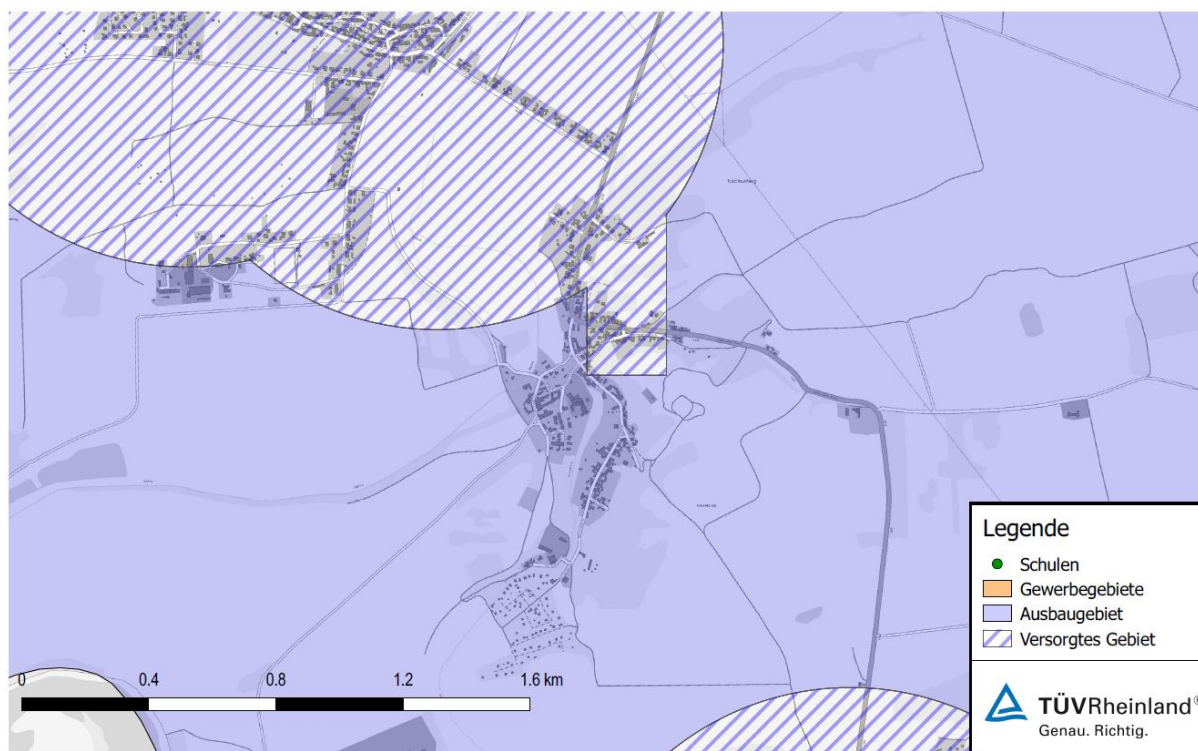 Legende
Schulen
Gewerbegebiete
Ausbaugebiet
Versorgtes Gebiet
0 0.4 0.8 1.2 1.6 km
TÜVRheinland®
Genau. Richtig.